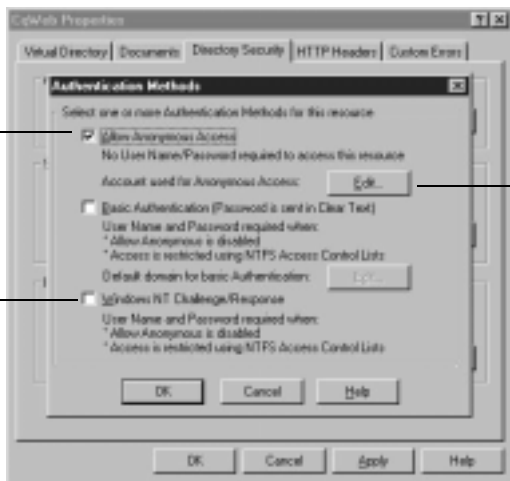 CqWeb Properties
Virtual Directory Documents Directory Security HTTP Headers Custom Errors
Authentication Methods
Select one or more Authentication Methods for this resource
Allow Anonymous Access
No User Name/Password required to access this resource
Account used for Anonymous Access: Edit...
Basic Authentication (Password is sent in Clear Text)
User Name and Password required when:
* Allow Anonymous is disabled
* Access is restricted using NTFS Access Control Lists
Default domain for basic Authentication: Edit...
Windows NT Challenge/Response
User Name and Password required when:
* Allow Anonymous is disabled
* Access is restricted using NTFS Access Control Lists
OK Cancel Help
OK Cancel Apply Help